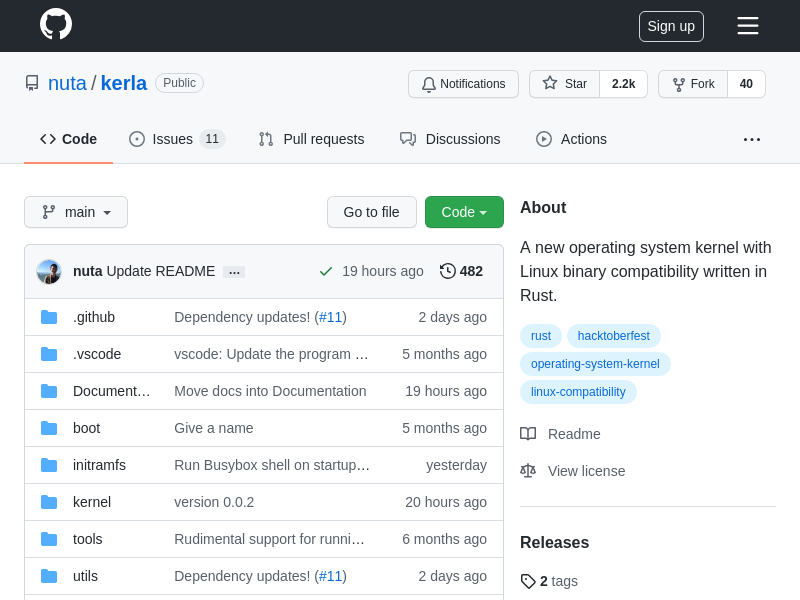 Sign up
nuta / kerla Public
Notifications Star 2.2k Fork 40
Code Issues 11 Pull requests Discussions Actions ...
main Go to file Code
nuta Update README ... 19 hours ago 482
.github Dependency updates! (#11) 2 days ago
.vscode vscode: Update the program … 5 months ago
Document… Move docs into Documentation 19 hours ago
boot Give a name 5 months ago
initramfs Run Busybox shell on startup… yesterday
kernel version 0.0.2 20 hours ago
tools Rudimental support for runni… 6 months ago
utils Dependency updates! (#11) 2 days ago
About
A new operating system kernel with
Linux binary compatibility written in
Rust.
rust hacktoberfest
operating-system-kernel
linux-compatibility
Readme
View license
Releases
2 tags